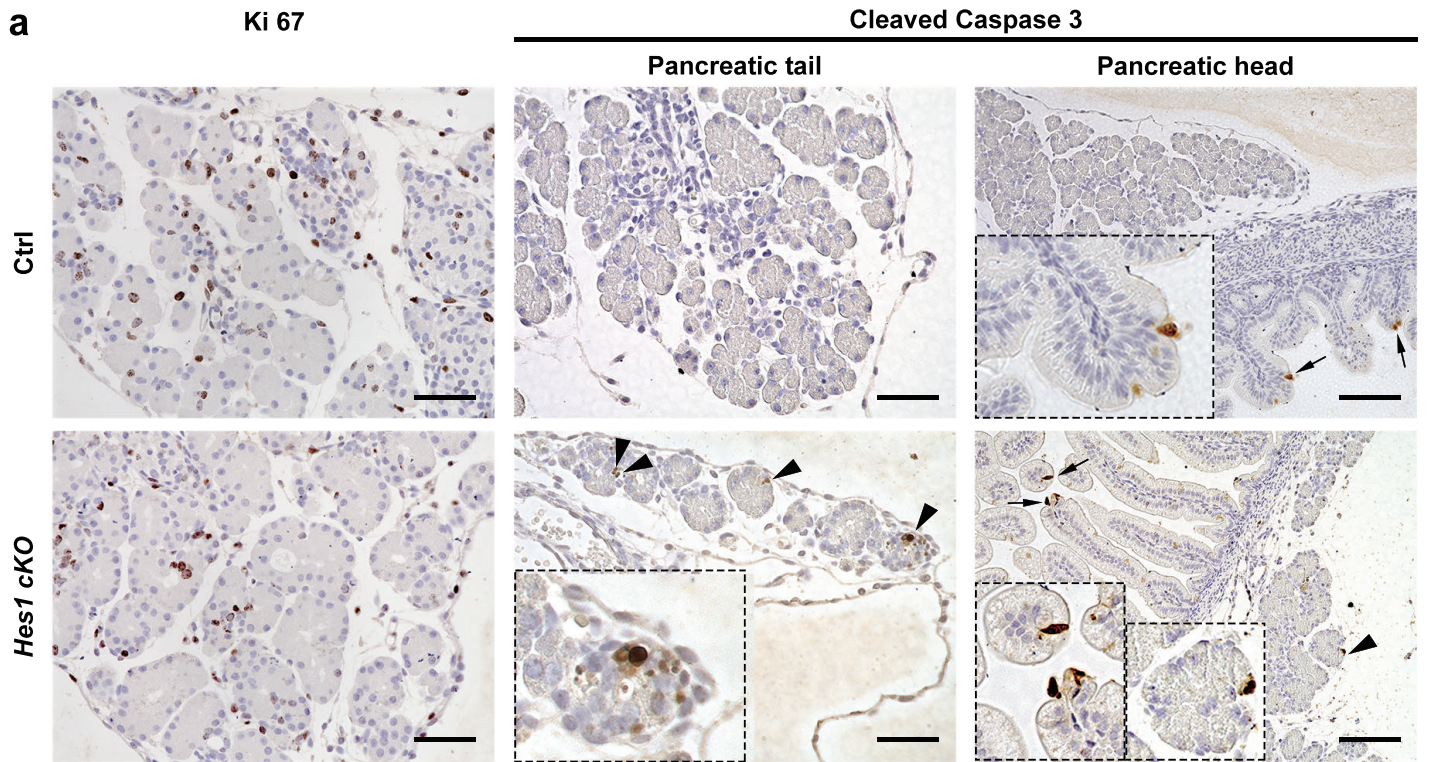 a
Ki 67
Cleaved Caspase 3
Pancreatic tail
Pancreatic head
Ctrl
Hes1 cKO